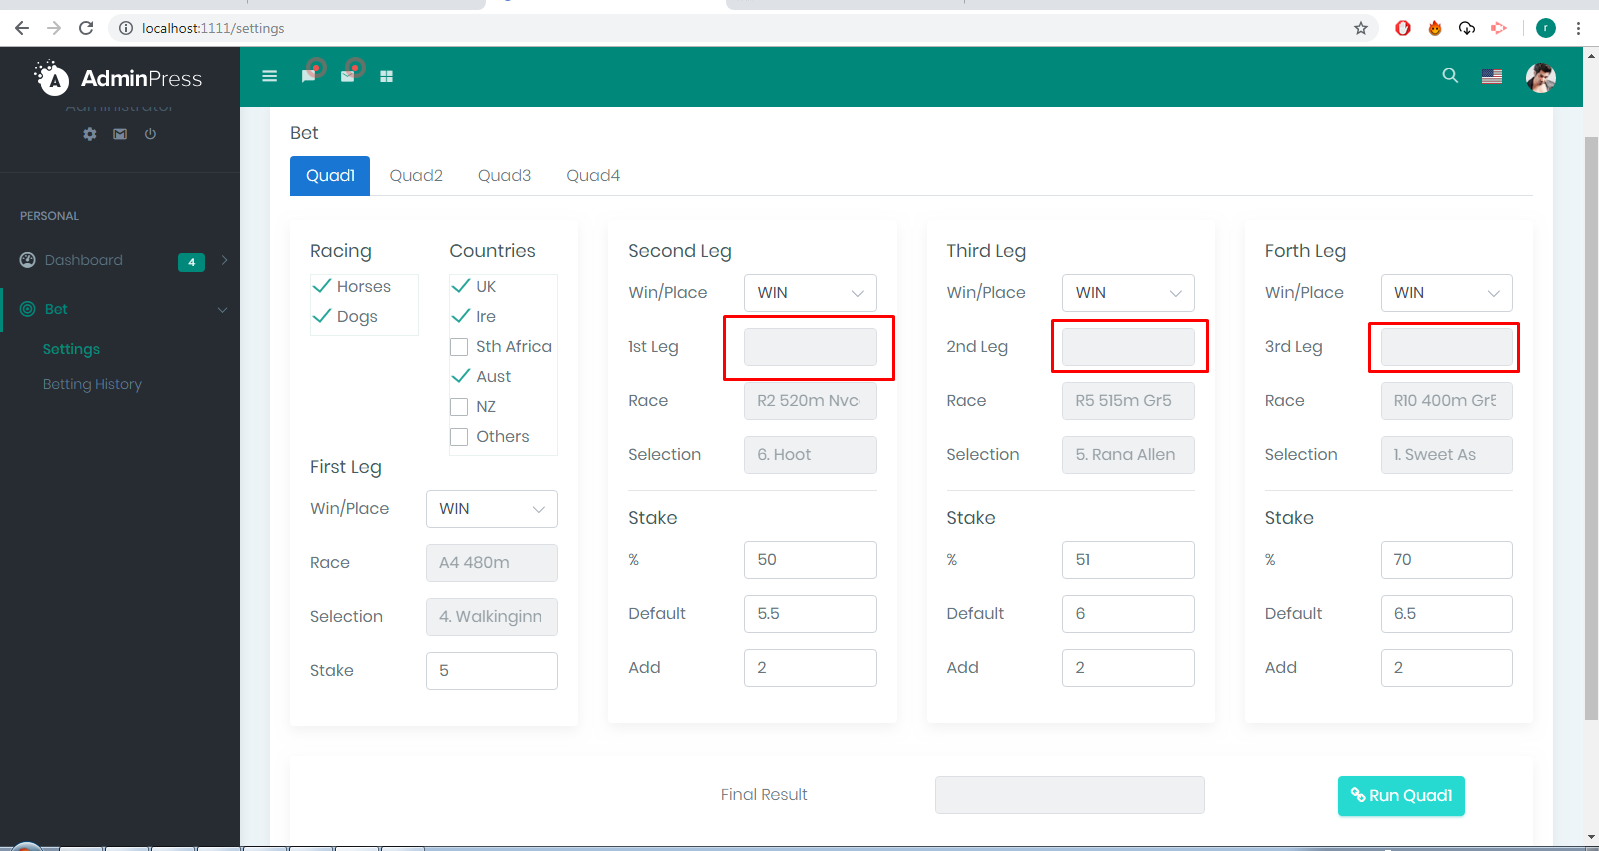 localhost:1111/settings
r
A AdminPress
Administrator
PERSONAL
Dashboard 4
Bet
Settings
Betting History
Bet
Quad1 Quad2 Quad3 Quad4
Racing
Horses
Dogs
Countries
UK
Ire
Sth Africa
Aust
NZ
Others
First Leg
Win/Place WIN
Race A4 480m
Selection 4. Walkinginn
Stake 5
Second Leg
Win/Place WIN
1st Leg
Race R2 520m Nvc
Selection 6. Hoot
Stake
% 50
Default 5.5
Add 2
Third Leg
Win/Place WIN
2nd Leg
Race R5 515m Gr5
Selection 5. Rana Allen
Stake
% 51
Default 6
Add 2
Forth Leg
Win/Place WIN
3rd Leg
Race R10 400m Gr5
Selection 1. Sweet As
Stake
% 70
Default 6.5
Add 2
Final Result
Run Quad1